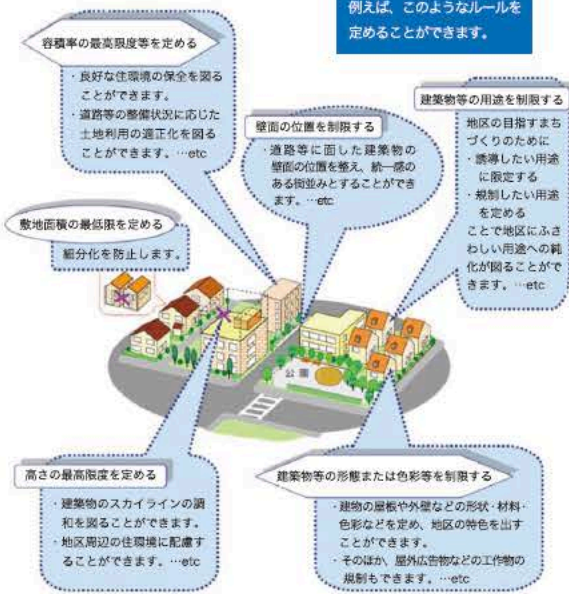 例えば、このようなルールを
定めることができます。
容積率の最高限度等を定める
・良好な住環境の保全を図る
ことができます。
・道路等の整備状況に応じた
土地利用の適正化を図る
ことができます。…etc
壁面の位置を制限する
・道路等に面した建築物の
壁面の位置を整え、統一感の
ある街並みとすることができ
ます。…etc
建築物等の用途を制限する
地区の目指すまち
づくりのために
・誘導したい用途
に限定する
・規制したい用途
を定める
ことで地区にふさ
わしい用途への純
化が図ることがで
きます。…etc
敷地面積の最低限を定める
細分化を防止します。
公園
高さの最高限度を定める
・建築物のスカイラインの調
和を図ることができます。
・地区周辺の住環境に配慮す
ることができます。…etc
建築物等の形態または色彩等を制限する
・建物の屋根や外壁などの形状・材料・
色彩などを定め、地区の特色を出す
ことができます。
・そのほか、屋外広告物などの工作物の
規制もできます。…etc